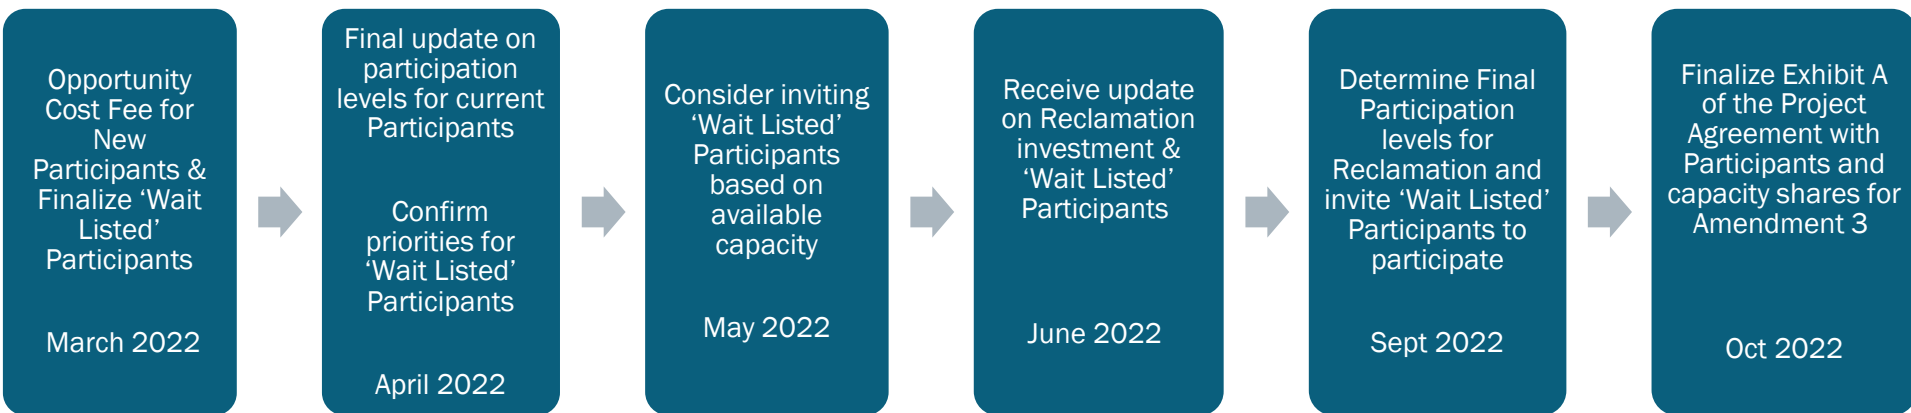 Opportunity
Cost Fee for
New
Participants &
Finalize ‘Wait
Listed’
Participants
March 2022
Final update on
participation
levels for current
Participants
Confirm
priorities for
‘Wait Listed’
Participants
April 2022
Consider inviting
‘Wait Listed’
Participants
based on
available
capacity
May 2022
Receive update
on Reclamation
investment &
‘Wait Listed’
Participants
June 2022
Determine Final
Participation
levels for
Reclamation and
invite ‘Wait Listed’
Participants to
participate
Sept 2022
Finalize Exhibit A
of the Project
Agreement with
Participants and
capacity shares for
Amendment 3
Oct 2022